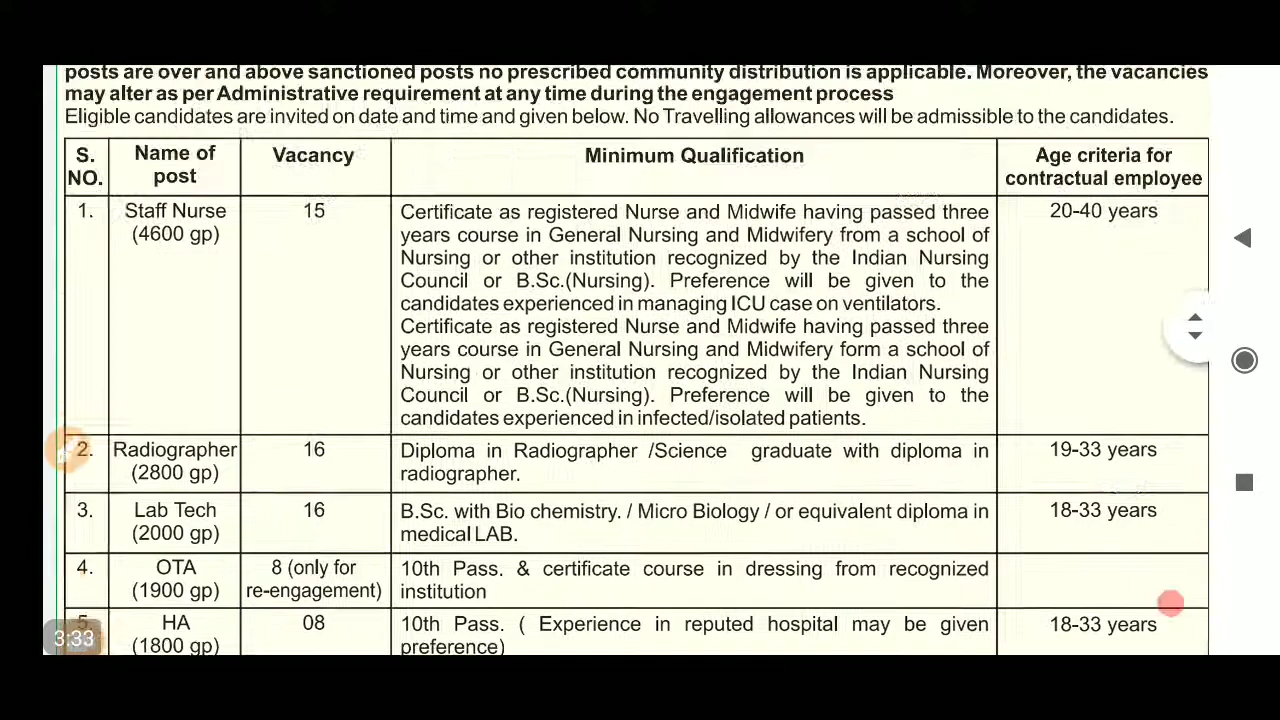 posts are over and above sanctioned posts no prescribed community distribution is applicable. Moreover, the vacancies
may alter as per Administrative requirement at any time during the engagement process
Eligible candidates are invited on date and time and given below. No Travelling allowances will be admissible to the candidates.
S. NO.
Name of post
Vacancy
Minimum Qualification
Age criteria for contractual employee
1.
Staff Nurse
(4600 gp)
15
Certificate as registered Nurse and Midwife having passed three
years course in General Nursing and Midwifery from a school of
Nursing or other institution recognized by the Indian Nursing
Council or B.Sc.(Nursing). Preference will be given to the
candidates experienced in managing ICU case on ventilators.
Certificate as registered Nurse and Midwife having passed three
years course in General Nursing and Midwifery form a school of
Nursing or other institution recognized by the Indian Nursing
Council or B.Sc.(Nursing). Preference will be given to the
candidates experienced in infected/isolated patients.
20-40 years
2.
Radiographer
(2800 gp)
16
Diploma in Radiographer /Science graduate with diploma in
radiographer.
19-33 years
3.
Lab Tech
(2000 gp)
16
B.Sc. with Bio chemistry. / Micro Biology / or equivalent diploma in
medical LAB.
18-33 years
4.
OTA
(1900 gp)
8 (only for
re-engagement)
10th Pass. & certificate course in dressing from recognized
institution
5.
HA
(1800 gp)
08
10th Pass. ( Experience in reputed hospital may be given
preference)
18-33 years
3:33